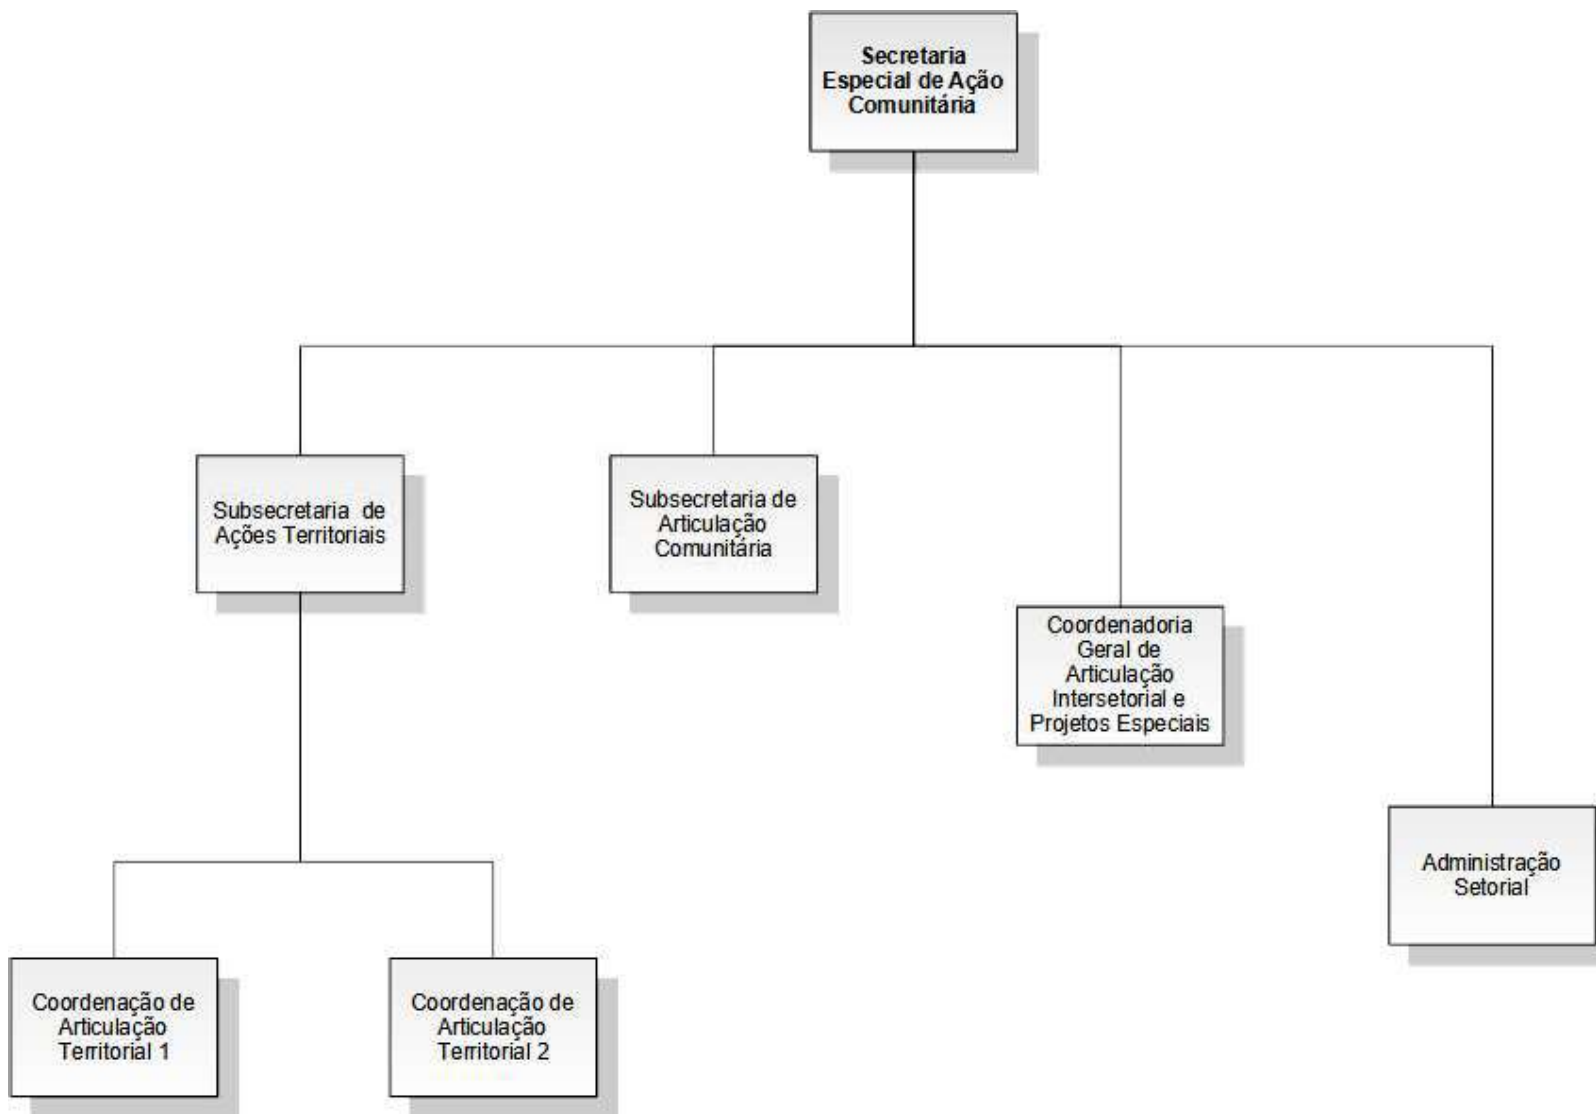 Secretaria
Especial de Ação
Comunitária
Subsecretaria de
Ações Territoriais
Subsecretaria de
Articulação
Comunitária
Coordenadoria
Geral de
Articulação
Intersetorial e
Projetos Especiais
Administração
Setorial
Coordenação de
Articulação
Territorial 1
Coordenação de
Articulação
Territorial 2